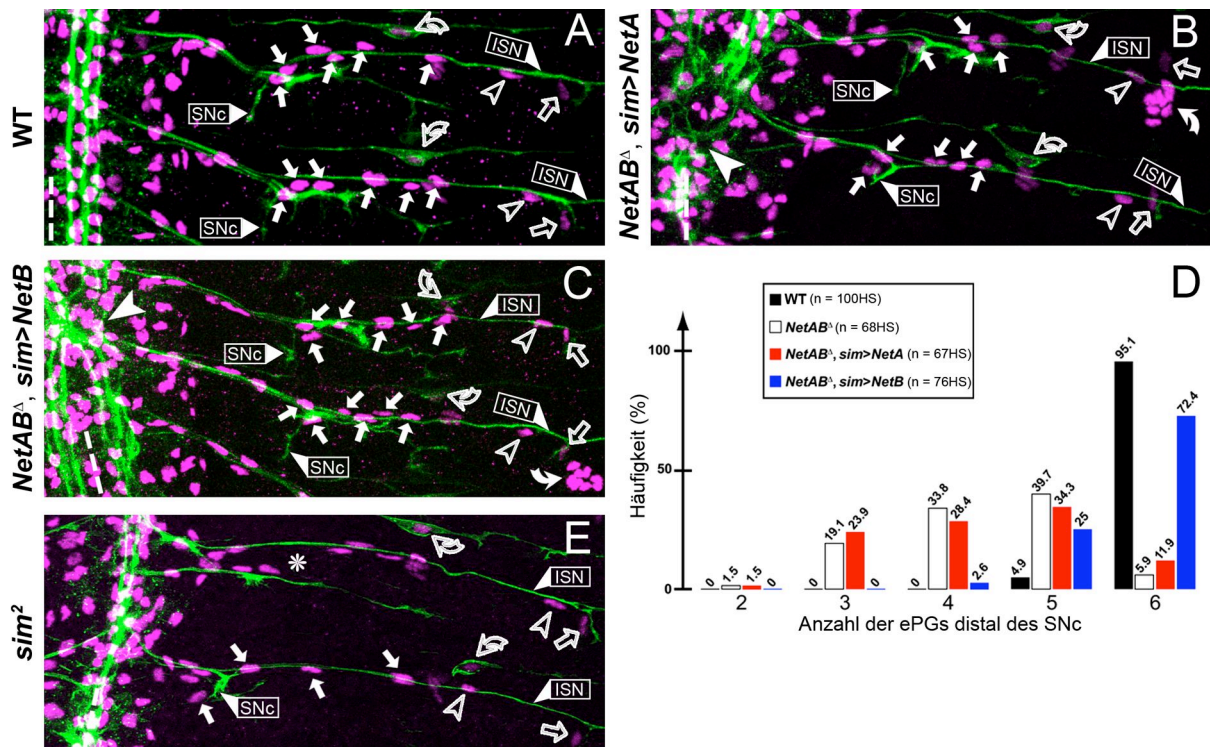 WT
A
ISN
SNc
ISN
SNc
NetABΔ, sim>NetA
B
ISN
SNc
ISN
SNc
NetABΔ, sim>NetB
C
ISN
SNc
ISN
SNc
D
WT (n = 100HS)
NetABΔ (n = 68HS)
NetABΔ, sim>NetA (n = 67HS)
NetABΔ, sim>NetB (n = 76HS)
Häufigkeit (%)
100
50
0
0 1.5 1.5 0
0 19.1 23.9 0
0 33.8 28.4 2.6
4.9 39.7 34.3 25
95.1 5.9 11.9 72.4
2 3 4 5 6
Anzahl der ePGs distal des SNc
sim2
E
ISN
ISN
SNc